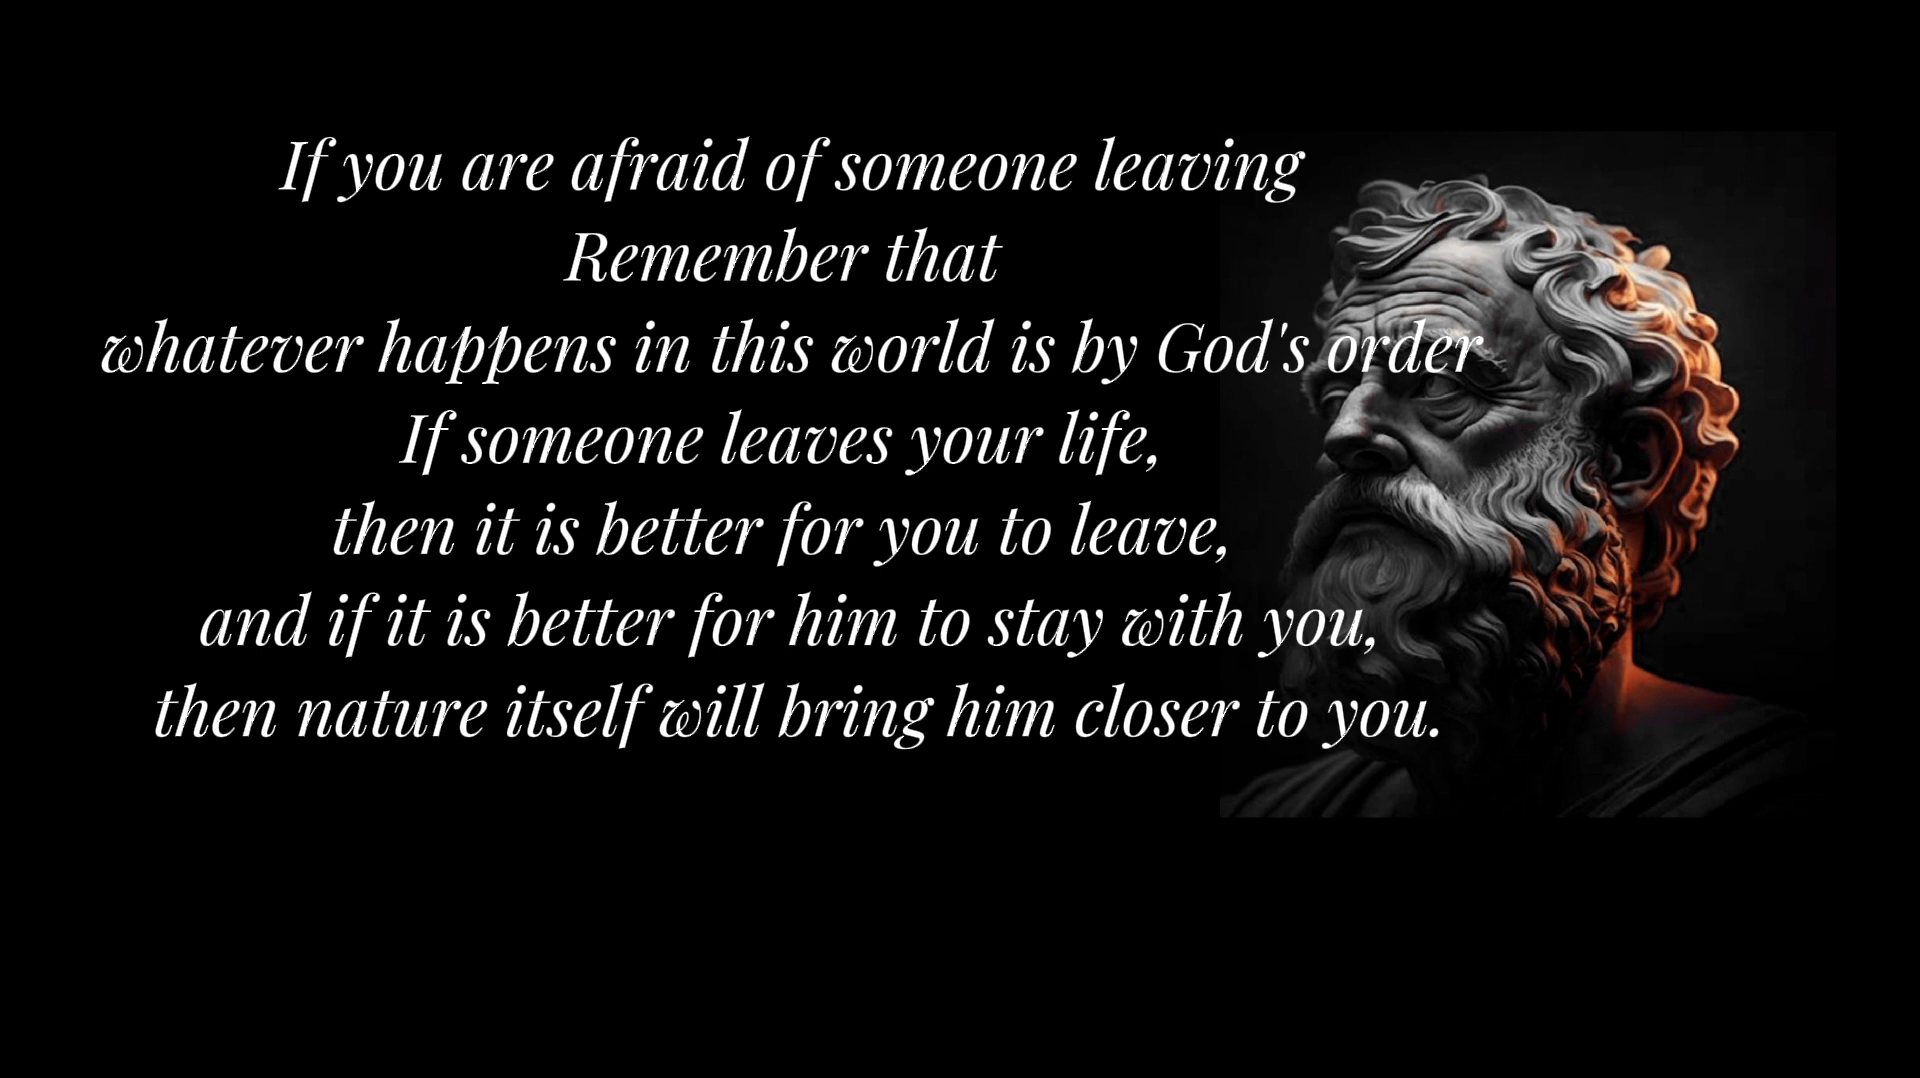 If you are afraid of someone leaving
Remember that
whatever happens in this world is by God's order
If someone leaves your life,
then it is better for you to leave,
and if it is better for him to stay with you,
then nature itself will bring him closer to you.